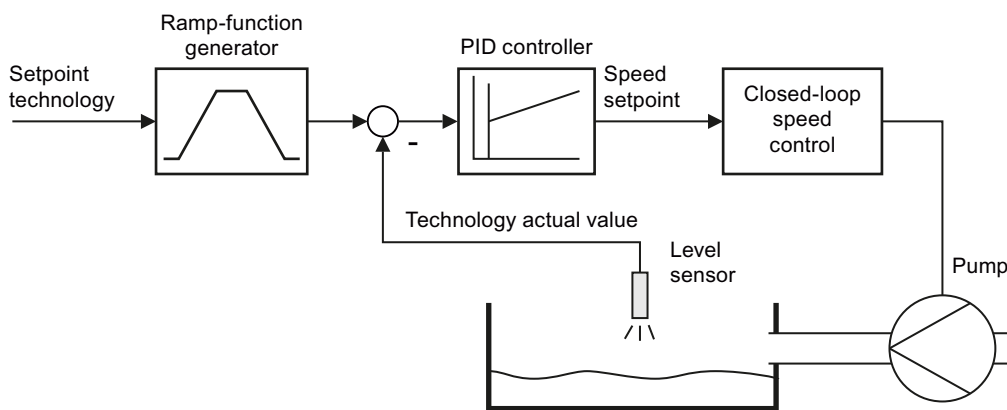 Ramp-function
generator
Setpoint
technology
PID controller
Speed
setpoint
Closed-loop
speed
control
-
Technology actual value
Level
sensor
Pump